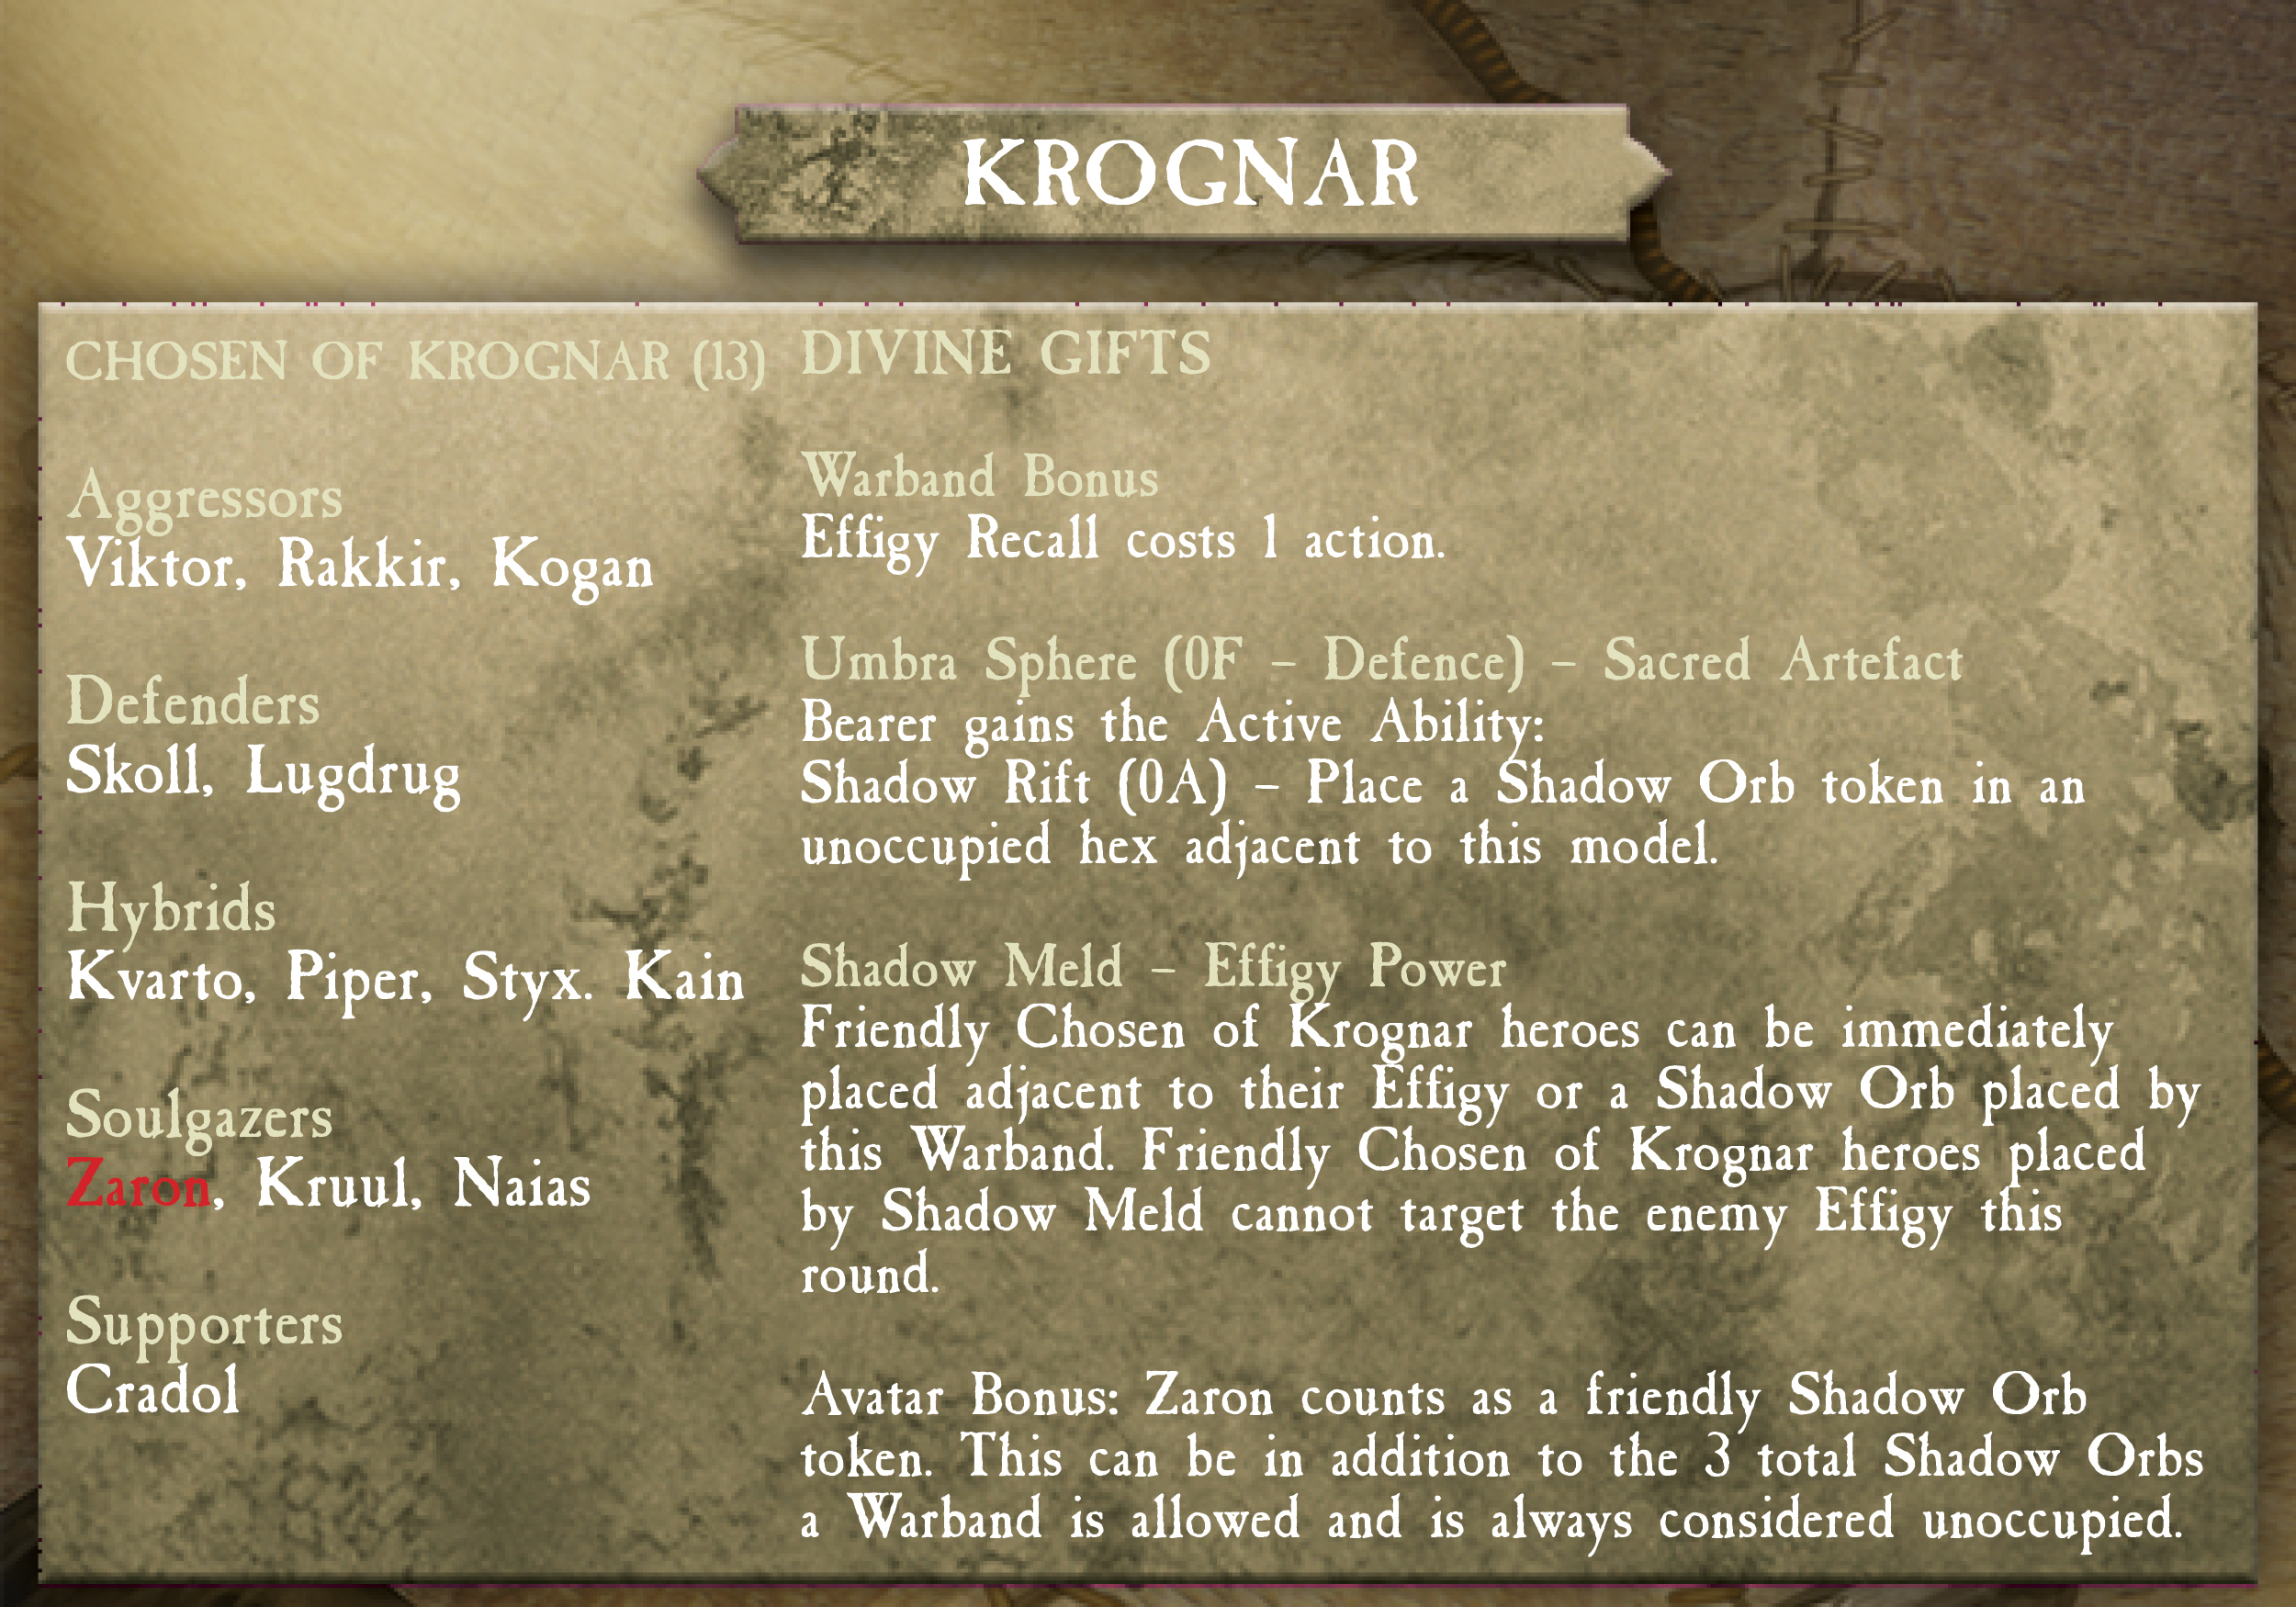 KROGNAR
CHOSEN OF KROGNAR (13)
Aggressors
Viktor, Rakkir, Kogan
Defenders
Skoll, Lugdrug
Hybrids
Kvarto, Piper, Styx. Kain
Soulgazers
Zaron, Kruul, Naias
Supporters
Cradol
DIVINE GIFTS
Warband Bonus
Effigy Recall costs 1 action.
Umbra Sphere (0F – Defence) – Sacred Artefact
Bearer gains the Active Ability:
Shadow Rift (0A) – Place a Shadow Orb token in an
unoccupied hex adjacent to this model.
Shadow Meld – Effigy Power
Friendly Chosen of Krognar heroes can be immediately
placed adjacent to their Effigy or a Shadow Orb placed by
this Warband. Friendly Chosen of Krognar heroes placed
by Shadow Meld cannot target the enemy Effigy this
round.
Avatar Bonus: Zaron counts as a friendly Shadow Orb
token. This can be in addition to the 3 total Shadow Orbs
a Warband is allowed and is always considered unoccupied.